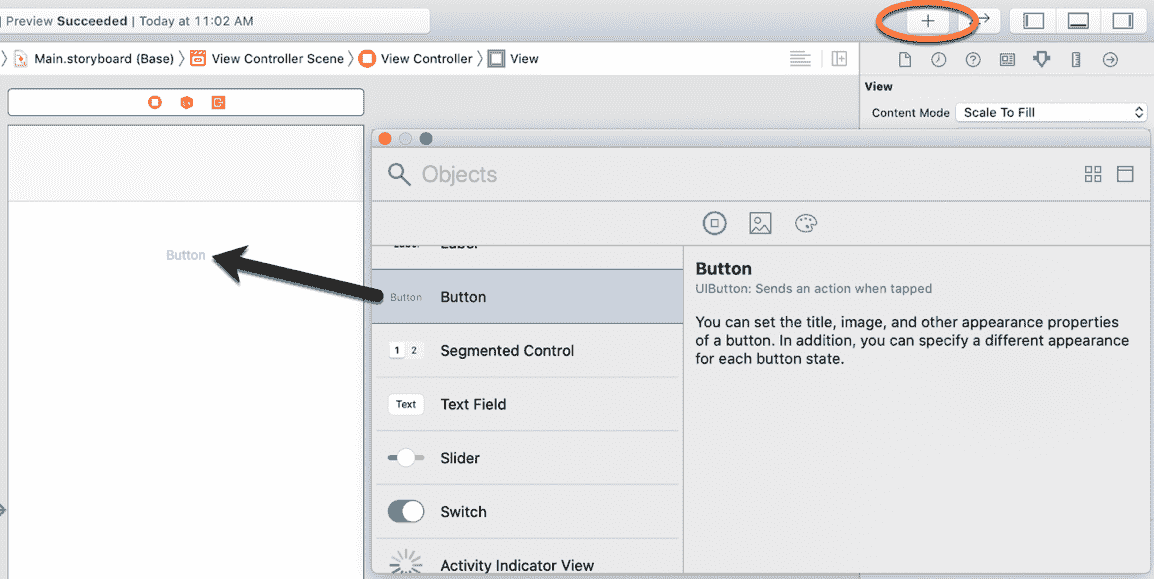 | Preview Succeeded | Today at 11:02 AM
Main.storyboard (Base) 〉 View Controller Scene 〉 View Controller 〉 View
View
Content Mode Scale To Fill
Objects
Button
Label Label
Button Button
1 2 Segmented Control
Text Text Field
Slider
Switch
Activity Indicator View
Button
UIButton: Sends an action when tapped
You can set the title, image, and other appearance properties
of a button. In addition, you can specify a different appearance
for each button state.